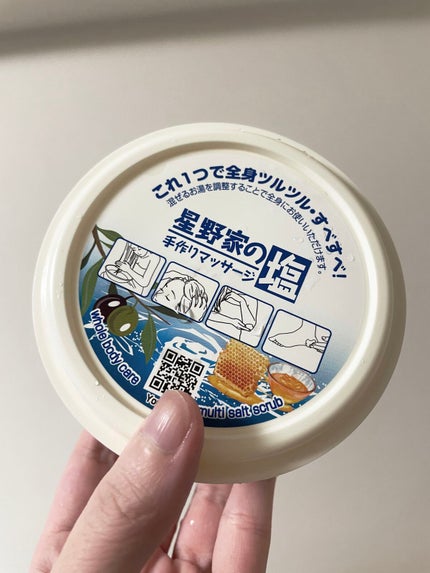 これ1つで全身ツルツル・すべすべ!
混ぜるお湯を調整することで全身にお使いいただけます。
星野家の塩
手作りマッサージ
whole body care
multi salt scrub